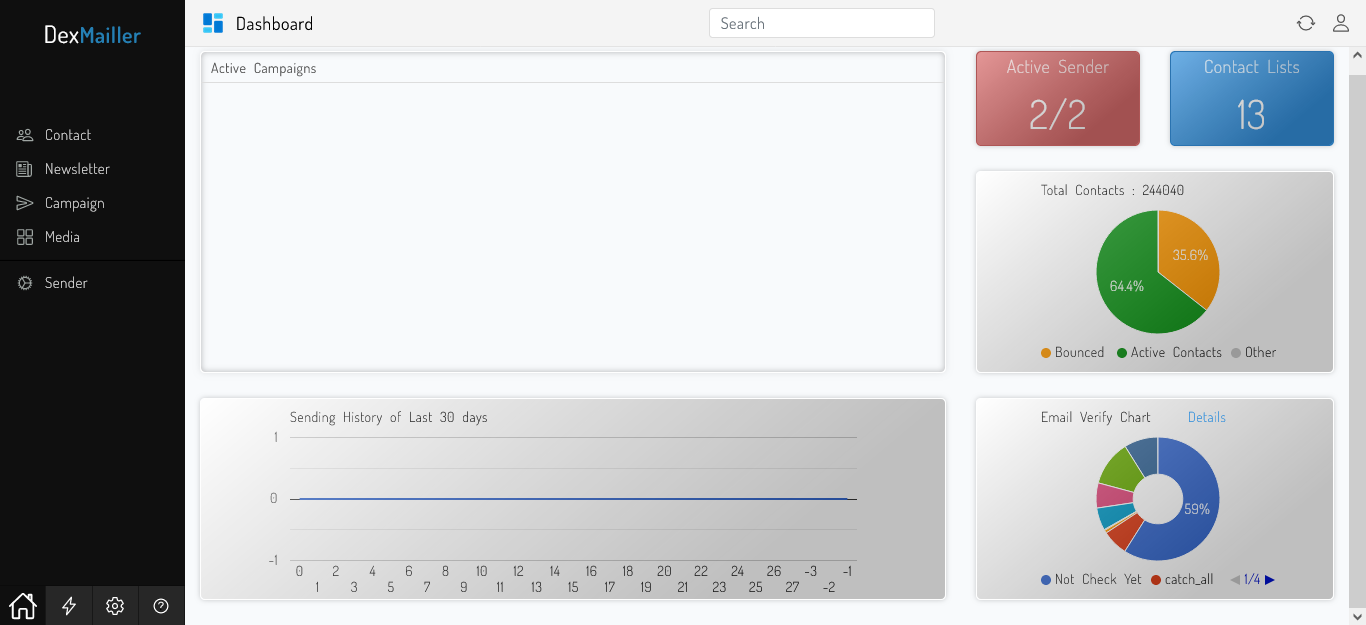 DexMailler
Dashboard
Search
Contact
Newsletter
Campaign
Media
Sender
Active Campaigns
Active Sender
2/2
Contact Lists
13
Total Contacts : 244040
35.6%
64.4%
Bounced Active Contacts Other
Sending History of Last 30 days
1
0
-1
0 2 4 6 8 10 12 14 16 18 20 22 24 26 -3 -1
1 3 5 7 9 11 13 15 17 19 21 23 25 27 -2
Email Verify Chart Details
59%
Not Check Yet catch_all 1/4